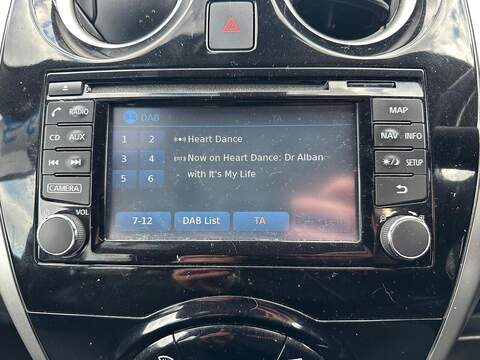 DAB TA
1 2 Heart Dance
3 4 Now on Heart Dance: Dr Alban
5 6 with It's My Life
7-12 DAB List TA
RADIO
CD AUX
CAMERA
VOL
MAP
NAV INFO
SETUP